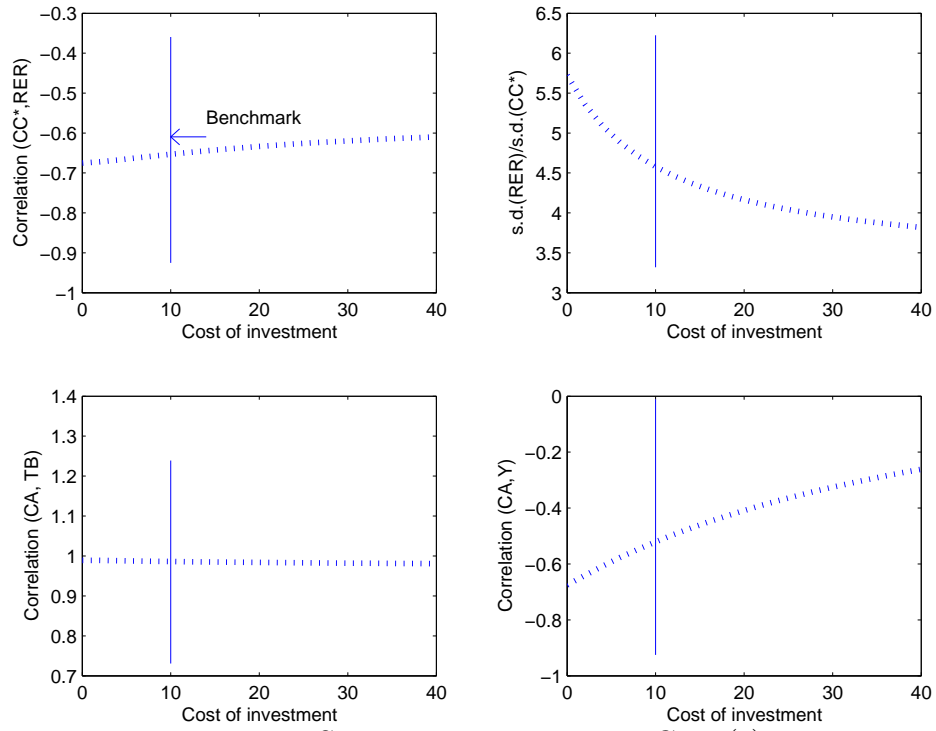 −0.3
−0.4
−0.5
−0.6
−0.7
−0.8
−0.9
−1
Correlation (CC*,RER)
Benchmark
0 10 20 30 40
Cost of investment
6.5
6
5.5
5
4.5
4
3.5
3
s.d.(RER)/s.d.(CC*)
0 10 20 30 40
Cost of investment
1.4
1.3
1.2
1.1
1
0.9
0.8
0.7
Correlation (CA, TB)
0 10 20 30 40
Cost of investment
0
−0.2
−0.4
−0.6
−0.8
−1
Correlation (CA,Y)
0 10 20 30 40
Cost of investment